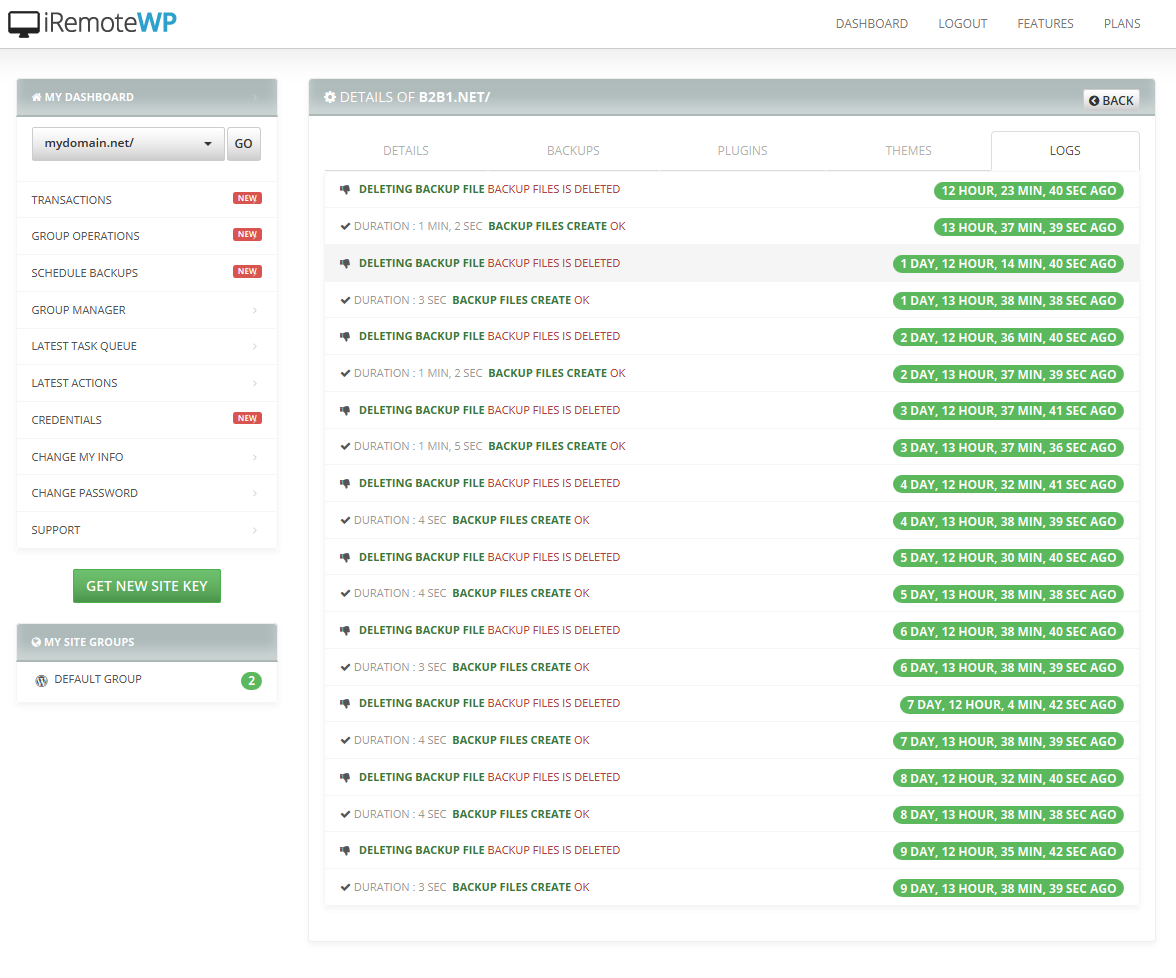 iRemoteWP
DASHBOARD LOGOUT FEATURES PLANS
MY DASHBOARD
mydomain.net/ GO
TRANSACTIONS NEW
GROUP OPERATIONS NEW
SCHEDULE BACKUPS NEW
GROUP MANAGER
LATEST TASK QUEUE
LATEST ACTIONS
CREDENTIALS NEW
CHANGE MY INFO
CHANGE PASSWORD
SUPPORT
GET NEW SITE KEY
MY SITE GROUPS
DEFAULT GROUP 2
DETAILS OF B2B1.NET/ BACK
DETAILS BACKUPS PLUGINS THEMES LOGS
DELETING BACKUP FILE BACKUP FILES IS DELETED 12 HOUR, 23 MIN, 40 SEC AGO
DURATION : 1 MIN, 2 SEC BACKUP FILES CREATE OK 13 HOUR, 37 MIN, 39 SEC AGO
DELETING BACKUP FILE BACKUP FILES IS DELETED 1 DAY, 12 HOUR, 14 MIN, 40 SEC AGO
DURATION : 3 SEC BACKUP FILES CREATE OK 1 DAY, 13 HOUR, 38 MIN, 38 SEC AGO
DELETING BACKUP FILE BACKUP FILES IS DELETED 2 DAY, 12 HOUR, 36 MIN, 40 SEC AGO
DURATION : 1 MIN, 2 SEC BACKUP FILES CREATE OK 2 DAY, 13 HOUR, 37 MIN, 39 SEC AGO
DELETING BACKUP FILE BACKUP FILES IS DELETED 3 DAY, 12 HOUR, 37 MIN, 41 SEC AGO
DURATION : 1 MIN, 5 SEC BACKUP FILES CREATE OK 3 DAY, 13 HOUR, 37 MIN, 36 SEC AGO
DELETING BACKUP FILE BACKUP FILES IS DELETED 4 DAY, 12 HOUR, 32 MIN, 41 SEC AGO
DURATION : 4 SEC BACKUP FILES CREATE OK 4 DAY, 13 HOUR, 38 MIN, 39 SEC AGO
DELETING BACKUP FILE BACKUP FILES IS DELETED 5 DAY, 12 HOUR, 30 MIN, 40 SEC AGO
DURATION : 4 SEC BACKUP FILES CREATE OK 5 DAY, 13 HOUR, 38 MIN, 38 SEC AGO
DELETING BACKUP FILE BACKUP FILES IS DELETED 6 DAY, 12 HOUR, 38 MIN, 40 SEC AGO
DURATION : 3 SEC BACKUP FILES CREATE OK 6 DAY, 13 HOUR, 38 MIN, 39 SEC AGO
DELETING BACKUP FILE BACKUP FILES IS DELETED 7 DAY, 12 HOUR, 4 MIN, 42 SEC AGO
DURATION : 4 SEC BACKUP FILES CREATE OK 7 DAY, 13 HOUR, 38 MIN, 39 SEC AGO
DELETING BACKUP FILE BACKUP FILES IS DELETED 8 DAY, 12 HOUR, 32 MIN, 40 SEC AGO
DURATION : 4 SEC BACKUP FILES CREATE OK 8 DAY, 13 HOUR, 38 MIN, 38 SEC AGO
DELETING BACKUP FILE BACKUP FILES IS DELETED 9 DAY, 12 HOUR, 35 MIN, 42 SEC AGO
DURATION : 3 SEC BACKUP FILES CREATE OK 9 DAY, 13 HOUR, 38 MIN, 39 SEC AGO